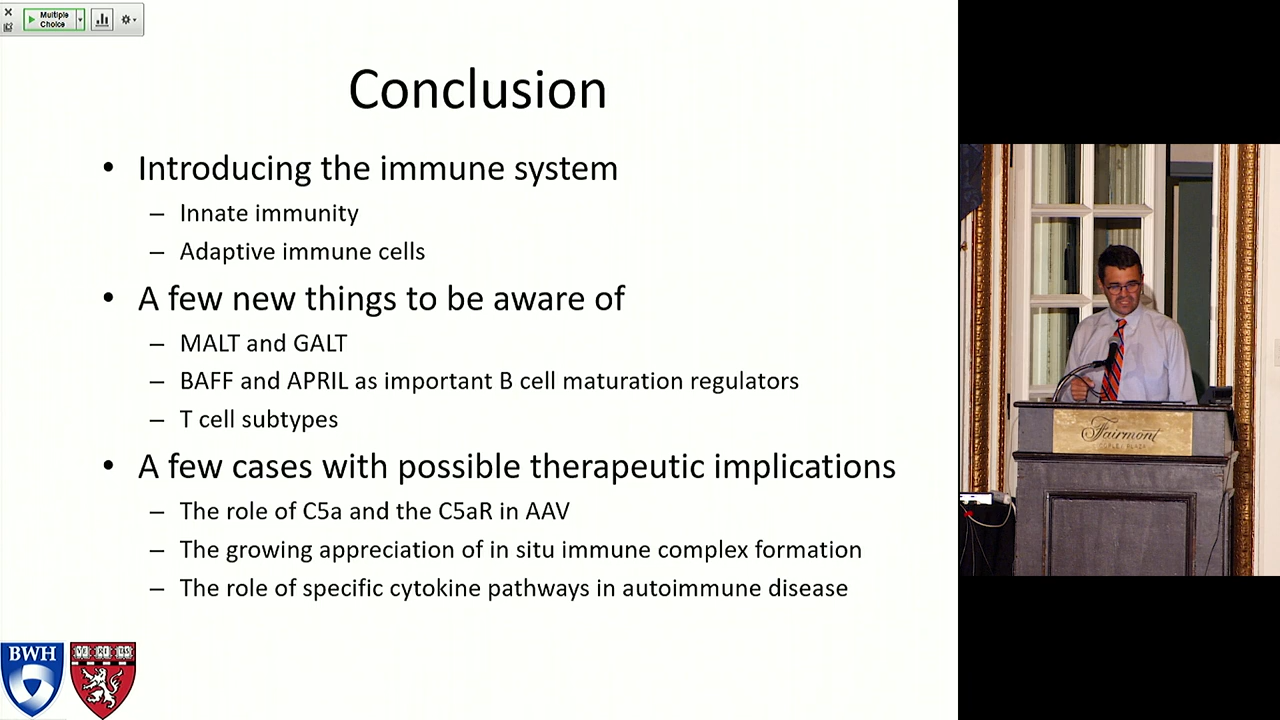 Multiple
Choice
Conclusion
• Introducing the immune system
– Innate immunity
– Adaptive immune cells
• A few new things to be aware of
– MALT and GALT
– BAFF and APRIL as important B cell maturation regulators
– T cell subtypes
• A few cases with possible therapeutic implications
– The role of C5a and the C5aR in AAV
– The growing appreciation of in situ immune complex formation
– The role of specific cytokine pathways in autoimmune disease
BWH
Fairmont